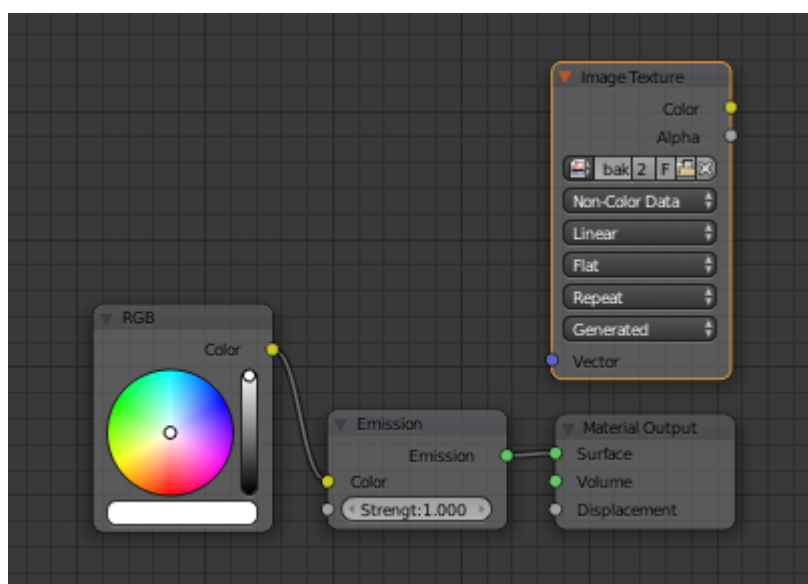 Image Texture
Color
Alpha
bak 2 F
Non-Color Data
Linear
Flat
Repeat
Generated
Vector
RGB
Color
Emission
Emission
Color
Strengt:1.000
Material Output
Surface
Volume
Displacement